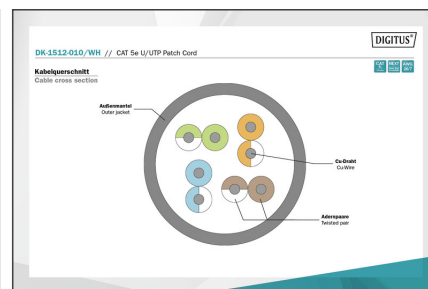 DIGITUS®
DK-1512-010/WH // CAT 5e U/UTP Patch Cord
Kabelquerschnitt
Cable cross section
Außenmantel
Outer jacket
Cu-Draht
Cu-Wire
Adernpaare
Twisted pair